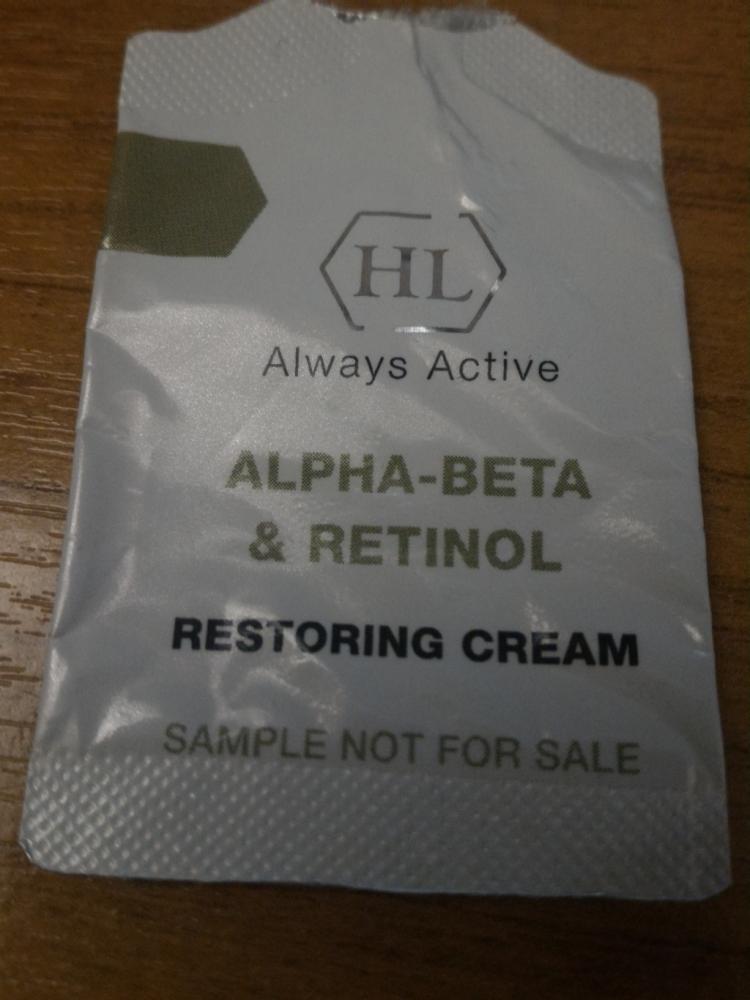 HL
Always Active
ALPHA-BETA
& RETINOL
RESTORING CREAM
SAMPLE NOT FOR SALE